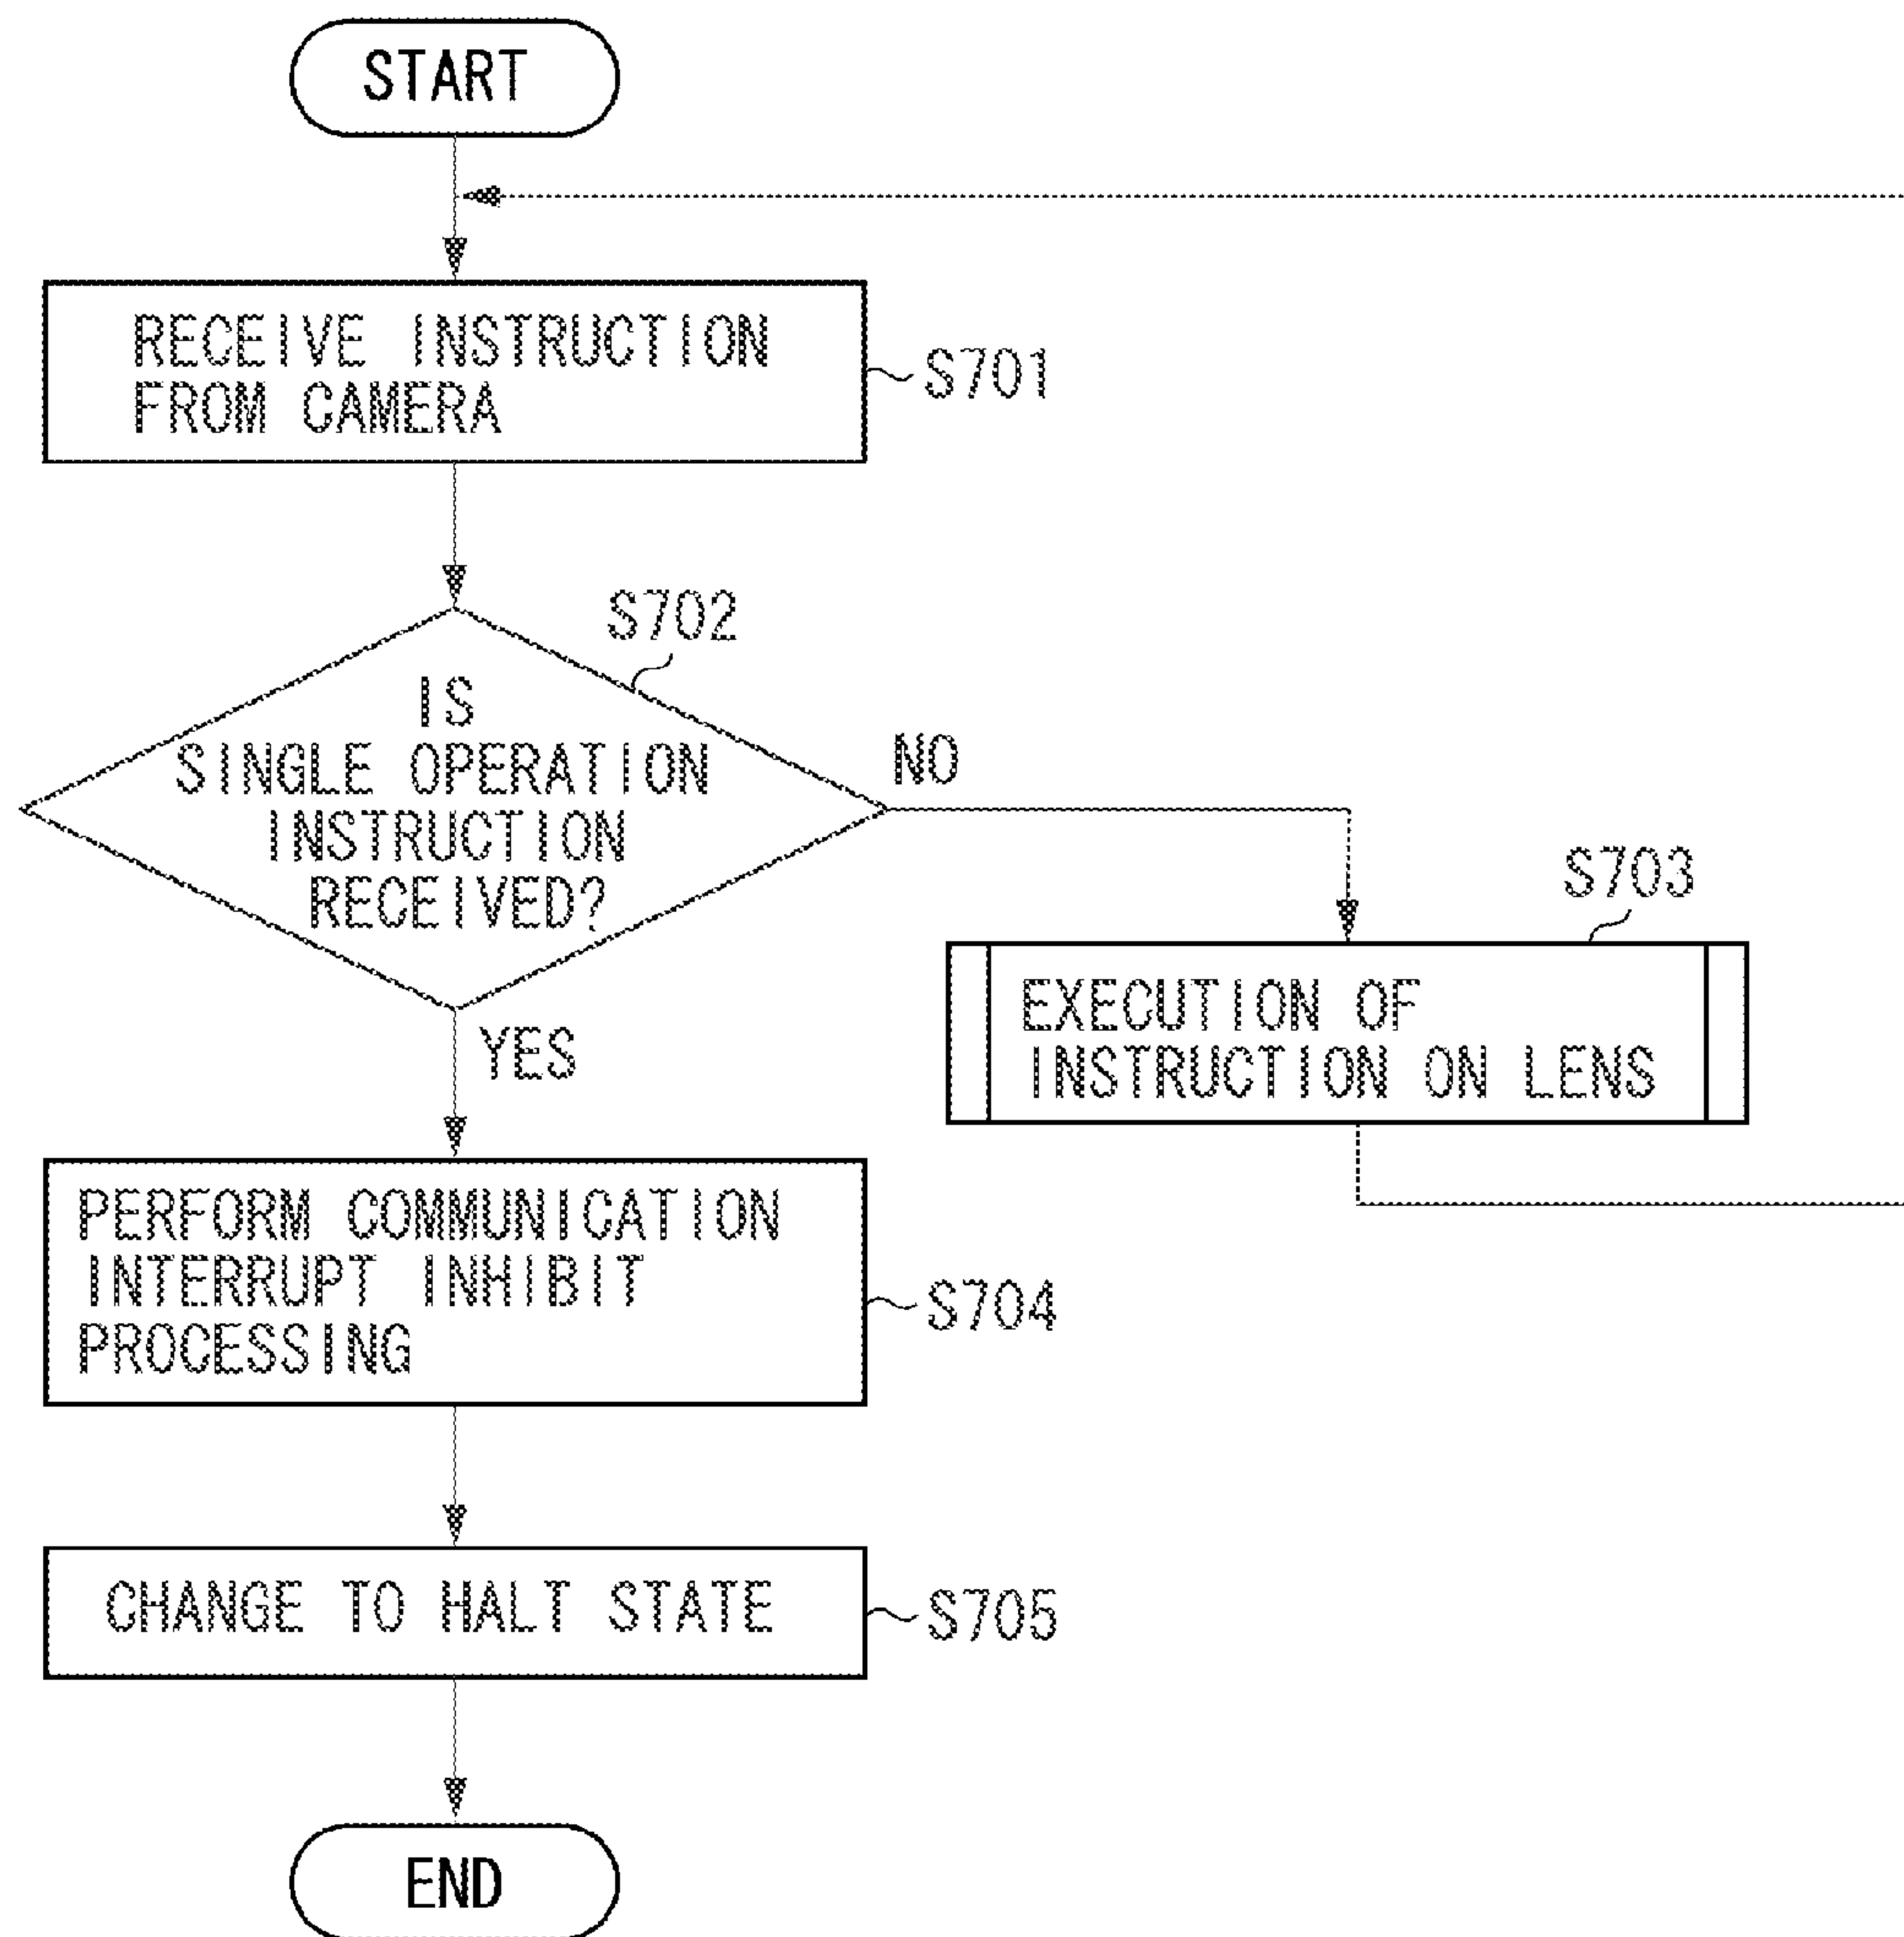 START
RECEIVE INSTRUCTION
FROM CAMERA
S701
S702
IS
SINGLE OPERATION
INSTRUCTION
RECEIVED?
NO
YES
S703
EXECUTION OF
INSTRUCTION ON LENS
PERFORM COMMUNICATION
INTERRUPT INHIBIT
PROCESSING
S704
CHANGE TO HALT STATE
S705
END